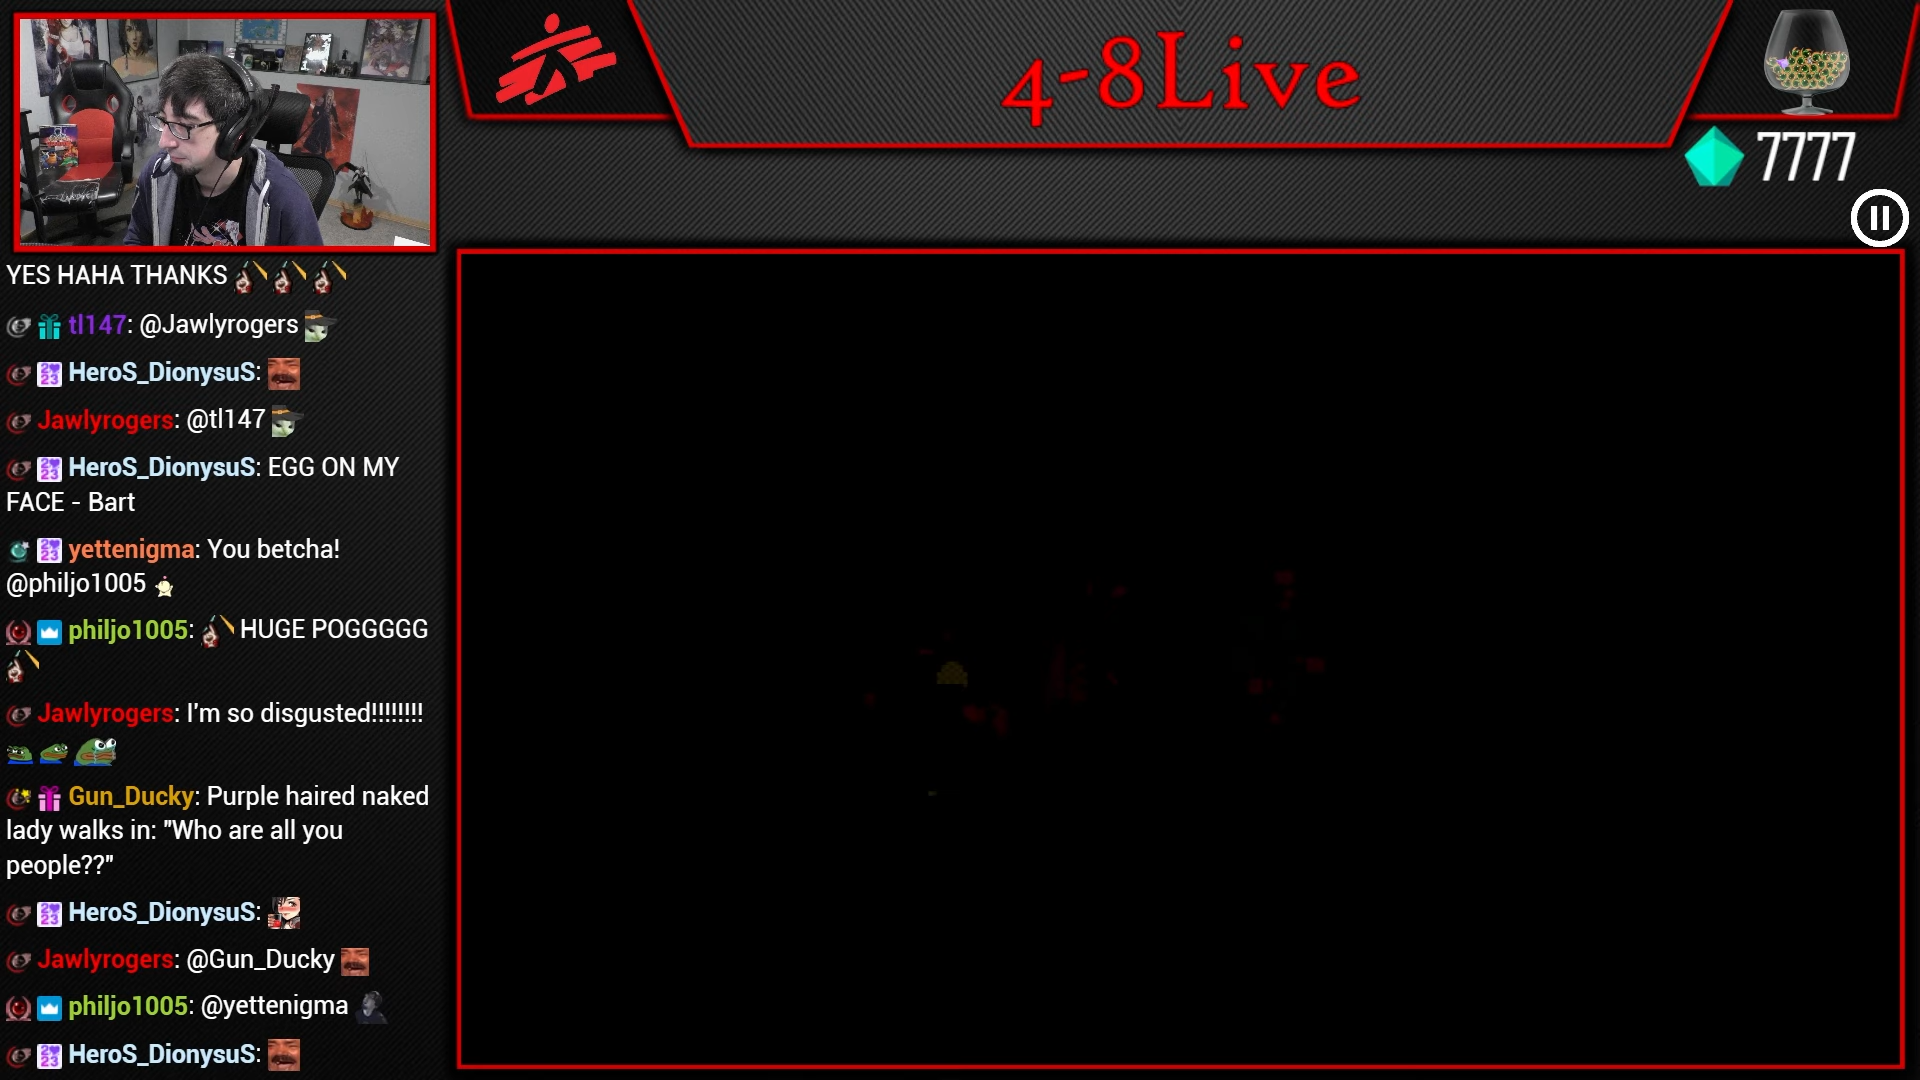 4-8Live
7777
YES HAHA THANKS
tl147: @Jawlyrogers
HeroS_DionysuS:
Jawlyrogers: @tl147
HeroS_DionysuS: EGG ON MY
FACE - Bart
yettenigma: You betcha!
@philjo1005
philjo1005: HUGE POGGGGG
Jawlyrogers: I'm so disgusted!!!!!!!!
Gun_Ducky: Purple haired naked
lady walks in: "Who are all you
people??"
HeroS_DionysuS:
Jawlyrogers: @Gun_Ducky
philjo1005: @yettenigma
HeroS_DionysuS: